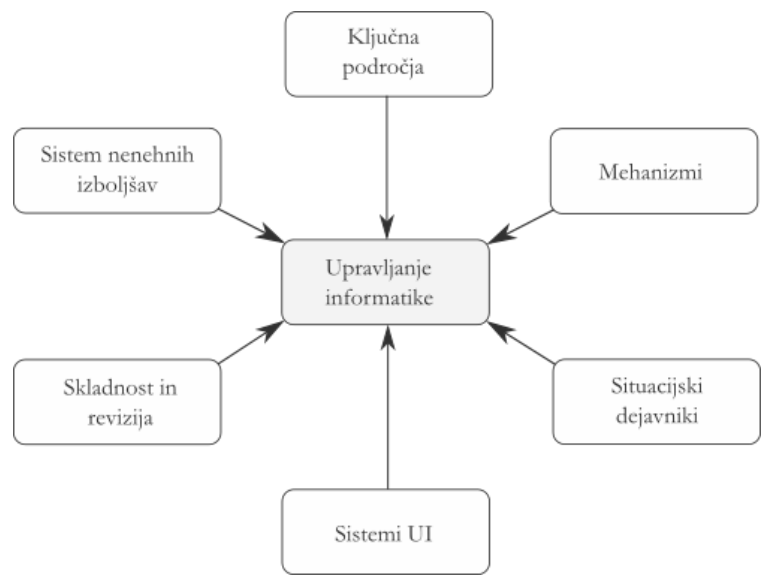 Ključna
področja
Sistem nenehnih
izboljšav
Mehanizmi
Upravljanje
informatike
Skladnost in
revizija
Situacijski
dejavniki
Sistemi UI